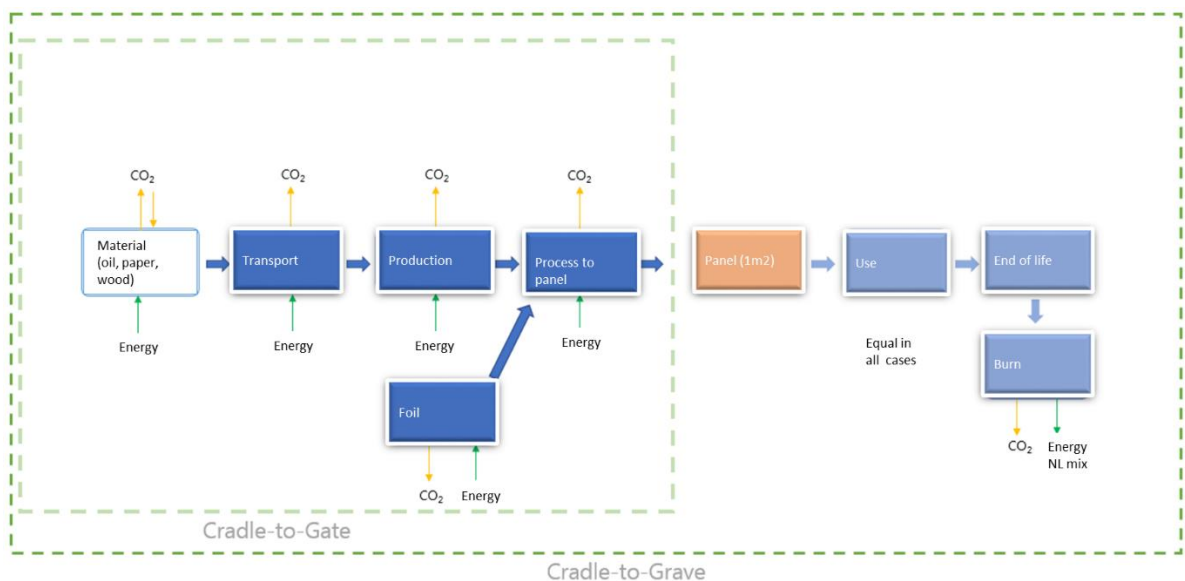 CO₂
CO₂
CO₂
CO₂
Material
(oil, paper,
wood)
Transport
Production
Process to
panel
Panel (1m2)
Use
End of life
Energy
Energy
Energy
Energy
Equal in
all cases
Burn
Foil
CO₂
Energy
CO₂
Energy
NL mix
Cradle-to-Gate
Cradle-to-Grave